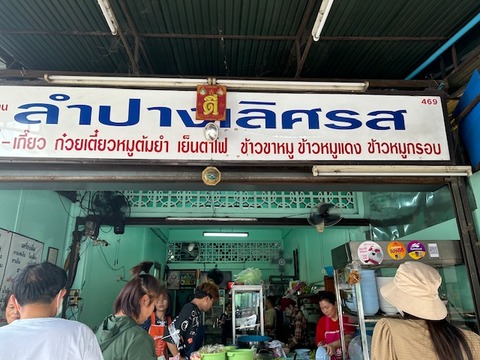 น ลำปางเลิศรส 469
ดี
-เกี๊ยว ก๋วยเตี๋ยวหมูต้มยำ เย็นตาโฟ ข้าวขาหมู ข้าวหมูแดง ข้าวหมูกรอบ